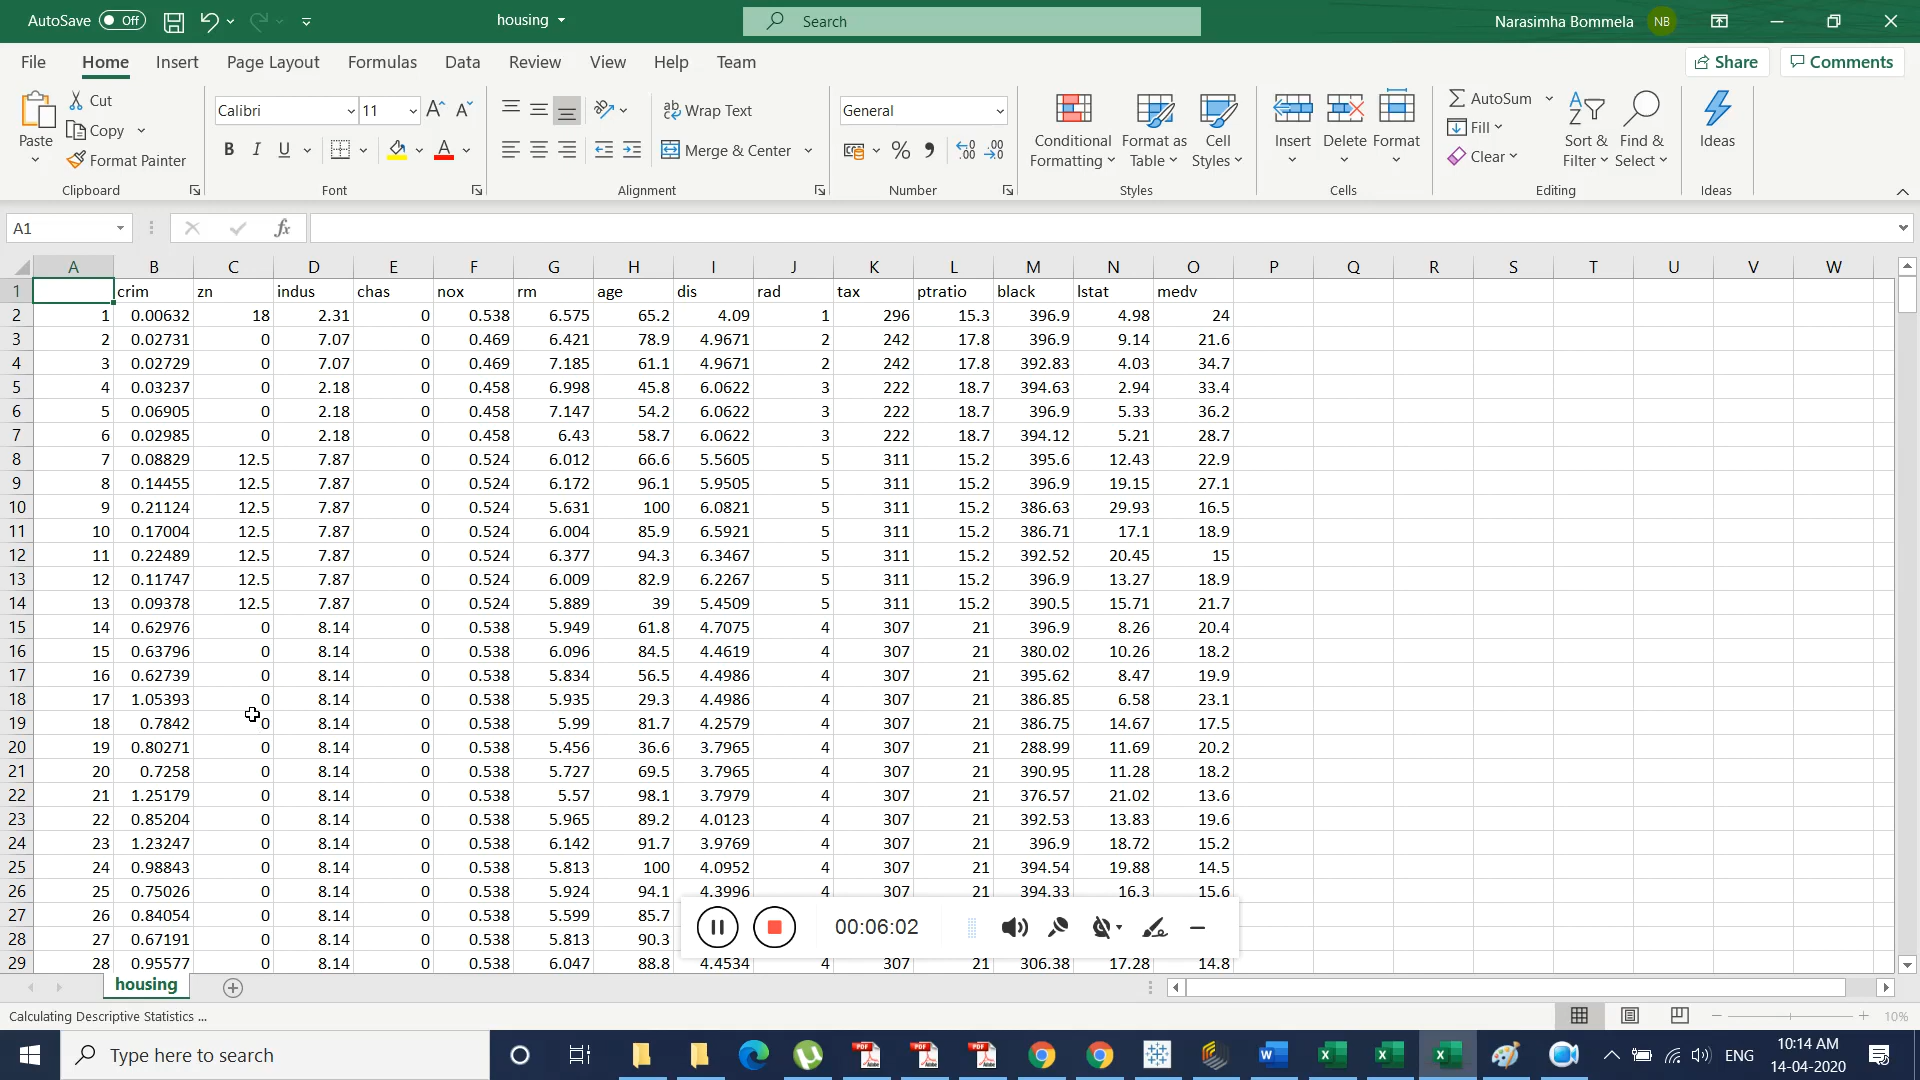 AutoSave Off housing Search Narasimha Bommela NB
File Home Insert Page Layout Formulas Data Review View Help Team Share Comments
Cut Calibri 11 Wrap Text General AutoSum
Copy Fill
Paste Format Painter B I U Merge & Center % Conditional Formatting Format as Table Cell Styles Insert Delete Format Clear Sort & Filter Find & Select Ideas
Clipboard Font Alignment Number Styles Cells Editing Ideas
A1 fx
A B C D E F G H I J K L M N O P Q R S T U V W
1 crim zn indus chas nox rm age dis rad tax ptratio black lstat medv
2 1 0.00632 18 2.31 0 0.538 6.575 65.2 4.09 1 296 15.3 396.9 4.98 24
3 2 0.02731 0 7.07 0 0.469 6.421 78.9 4.9671 2 242 17.8 396.9 9.14 21.6
4 3 0.02729 0 7.07 0 0.469 7.185 61.1 4.9671 2 242 17.8 392.83 4.03 34.7
5 4 0.03237 0 2.18 0 0.458 6.998 45.8 6.0622 3 222 18.7 394.63 2.94 33.4
6 5 0.06905 0 2.18 0 0.458 7.147 54.2 6.0622 3 222 18.7 396.9 5.33 36.2
7 6 0.02985 0 2.18 0 0.458 6.43 58.7 6.0622 3 222 18.7 394.12 5.21 28.7
8 7 0.08829 12.5 7.87 0 0.524 6.012 66.6 5.5605 5 311 15.2 395.6 12.43 22.9
9 8 0.14455 12.5 7.87 0 0.524 6.172 96.1 5.9505 5 311 15.2 396.9 19.15 27.1
10 9 0.21124 12.5 7.87 0 0.524 5.631 100 6.0821 5 311 15.2 386.63 29.93 16.5
11 10 0.17004 12.5 7.87 0 0.524 6.004 85.9 6.5921 5 311 15.2 386.71 17.1 18.9
12 11 0.22489 12.5 7.87 0 0.524 6.377 94.3 6.3467 5 311 15.2 392.52 20.45 15
13 12 0.11747 12.5 7.87 0 0.524 6.009 82.9 6.2267 5 311 15.2 396.9 13.27 18.9
14 13 0.09378 12.5 7.87 0 0.524 5.889 39 5.4509 5 311 15.2 390.5 15.71 21.7
15 14 0.62976 0 8.14 0 0.538 5.949 61.8 4.7075 4 307 21 396.9 8.26 20.4
16 15 0.63796 0 8.14 0 0.538 6.096 84.5 4.4619 4 307 21 380.02 10.26 18.2
17 16 0.62739 0 8.14 0 0.538 5.834 56.5 4.4986 4 307 21 395.62 8.47 19.9
18 17 1.05393 0 8.14 0 0.538 5.935 29.3 4.4986 4 307 21 386.85 6.58 23.1
19 18 0.7842 0 8.14 0 0.538 5.99 81.7 4.2579 4 307 21 386.75 14.67 17.5
20 19 0.80271 0 8.14 0 0.538 5.456 36.6 3.7965 4 307 21 288.99 11.69 20.2
21 20 0.7258 0 8.14 0 0.538 5.727 69.5 3.7965 4 307 21 390.95 11.28 18.2
22 21 1.25179 0 8.14 0 0.538 5.57 98.1 3.7979 4 307 21 376.57 21.02 13.6
23 22 0.85204 0 8.14 0 0.538 5.965 89.2 4.0123 4 307 21 392.53 13.83 19.6
24 23 1.23247 0 8.14 0 0.538 6.142 91.7 3.9769 4 307 21 396.9 18.72 15.2
25 24 0.98843 0 8.14 0 0.538 5.813 100 4.0952 4 307 21 394.54 19.88 14.5
26 25 0.75026 0 8.14 0 0.538 5.924 94.1 4.3996 4 307 21 394.33 16.3 15.6
27 26 0.84054 0 8.14 0 0.538 5.599 85.7
28 27 0.67191 0 8.14 0 0.538 5.813 90.3
00:06:02
29 28 0.95577 0 8.14 0 0.538 6.047 88.8 4.4534 4 307 21 306.38 17.28 14.8
housing
Calculating Descriptive Statistics ... 10%
Type here to search ENG 10:14 AM
14-04-2020